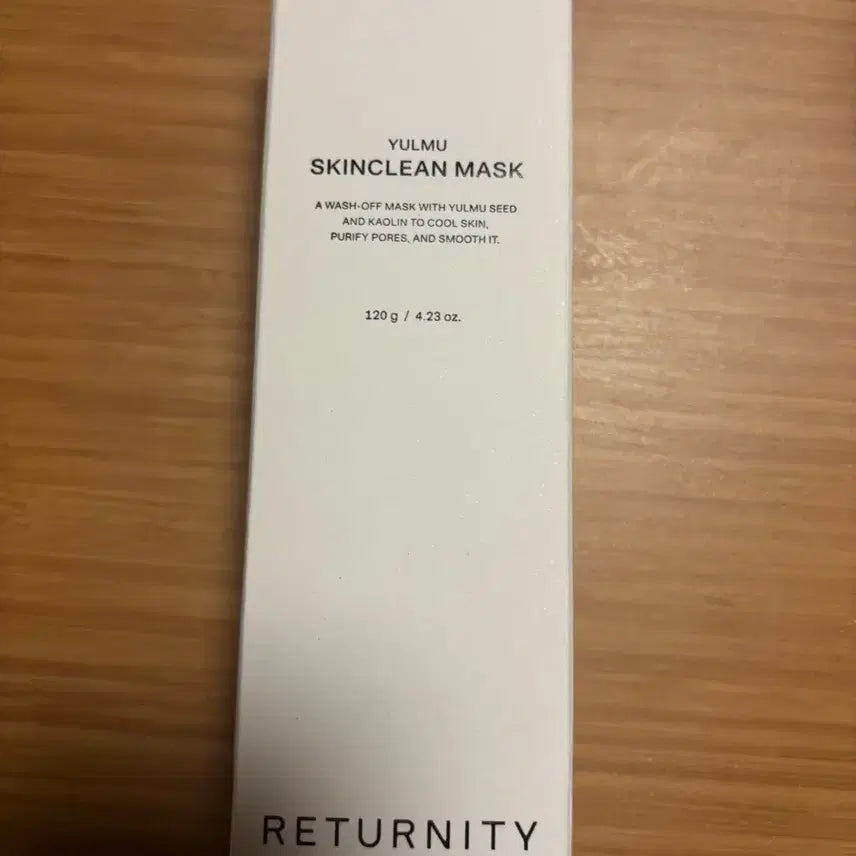 YULMU
SKINCLEAN MASK
A WASH-OFF MASK WITH YULMU SEED
AND KAOLIN TO COOL SKIN,
PURIFY PORES, AND SMOOTH IT.
120 g / 4.23 oz.
RETURNITY